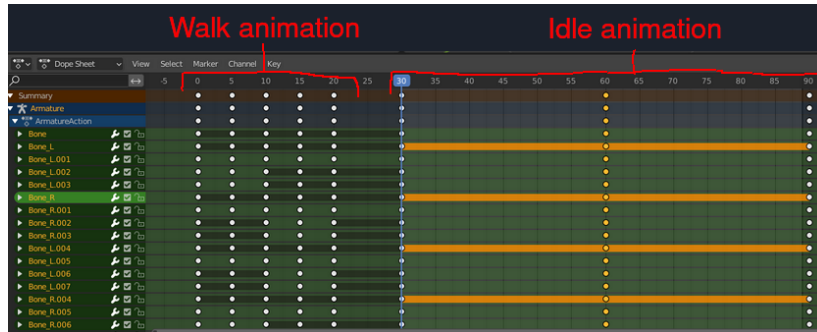 Walk animation Idle animation
Dope Sheet View Select Marker Channel Key
-5 0 5 10 15 20 25 30 35 40 45 50 55 60 65 70 75 80 85 90
Summary
Armature
ArmatureAction
Bone
Bone_L
Bone_L.001
Bone_L.002
Bone_L.003
Bone_R
Bone_R.001
Bone_R.002
Bone_R.003
Bone_L.004
Bone_L.005
Bone_L.006
Bone_L.007
Bone_R.004
Bone_R.005
Bone_R.006